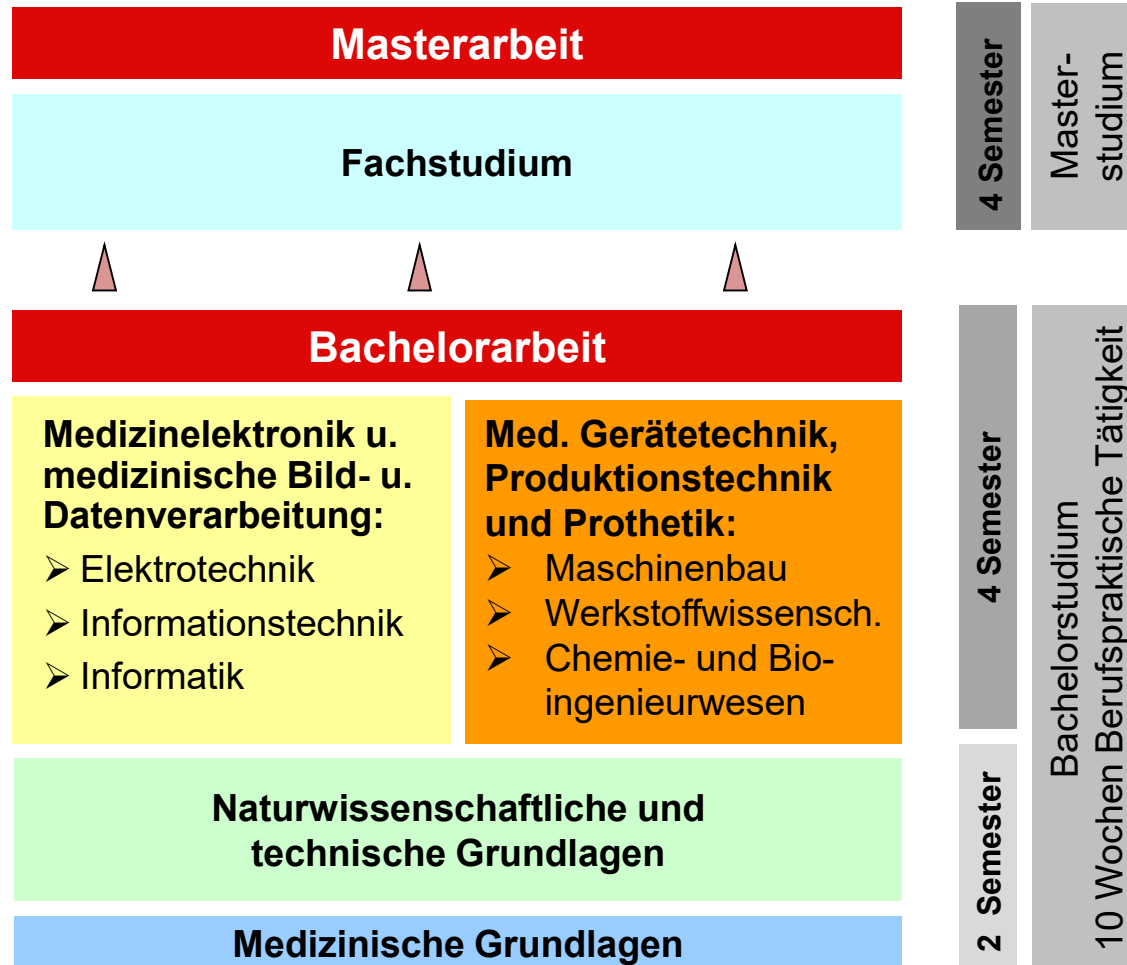 Masterarbeit
Fachstudium
4 Semester
Master-
studium
Bachelorarbeit
Medizinelektronik u.
medizinische Bild- u.
Datenverarbeitung:
➢ Elektrotechnik
➢ Informationstechnik
➢ Informatik
Med. Gerätetechnik,
Produktionstechnik
und Prothetik:
➢ Maschinenbau
➢ Werkstoffwissensch.
➢ Chemie- und Bio-
ingenieurwesen
4 Semester
Bachelorstudium
10 Wochen Berufspraktische Tätigkeit
Naturwissenschaftliche und
technische Grundlagen
2 Semester
Medizinische Grundlagen